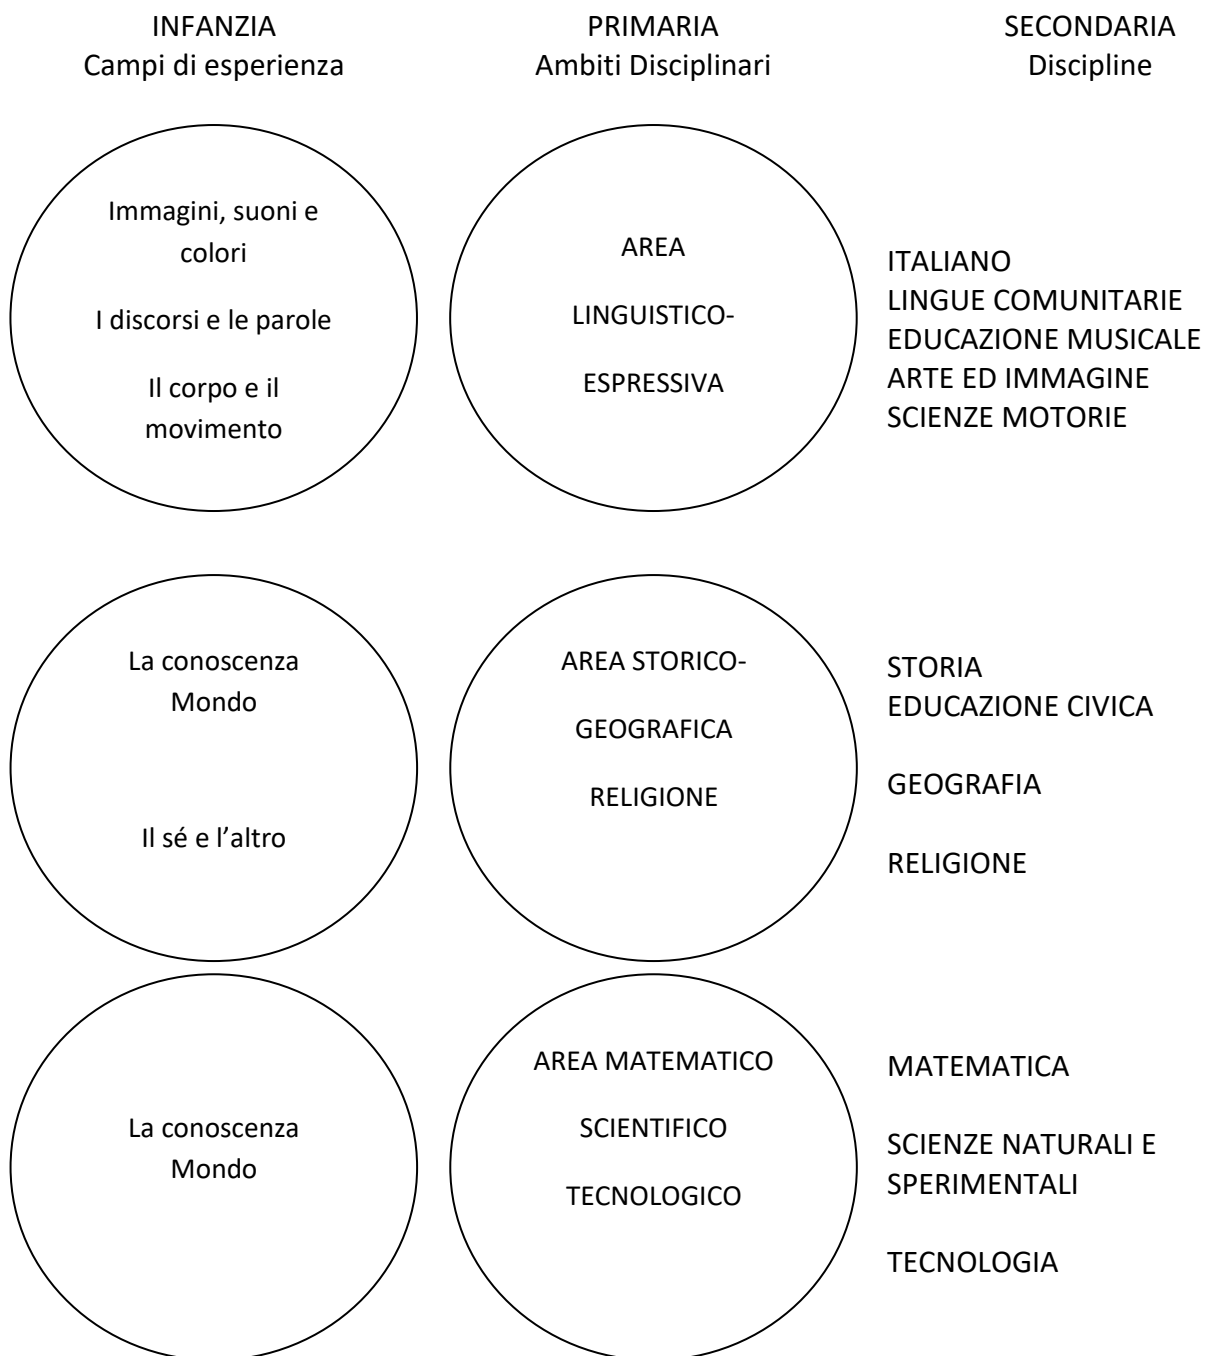 INFANZIA
Campi di esperienza
PRIMARIA
Ambiti Disciplinari
SECONDARIA
Discipline
Immagini, suoni e
colori
I discorsi e le parole
Il corpo e il
movimento
AREA
LINGUISTICO-
ESPRESSIVA
ITALIANO
LINGUE COMUNITARIE
EDUCAZIONE MUSICALE
ARTE ED IMMAGINE
SCIENZE MOTORIE
La conoscenza
Mondo
Il sé e l’altro
AREA STORICO-
GEOGRAFICA
RELIGIONE
STORIA
EDUCAZIONE CIVICA
GEOGRAFIA
RELIGIONE
La conoscenza
Mondo
AREA MATEMATICO
SCIENTIFICO
TECNOLOGICO
MATEMATICA
SCIENZE NATURALI E
SPERIMENTALI
TECNOLOGIA